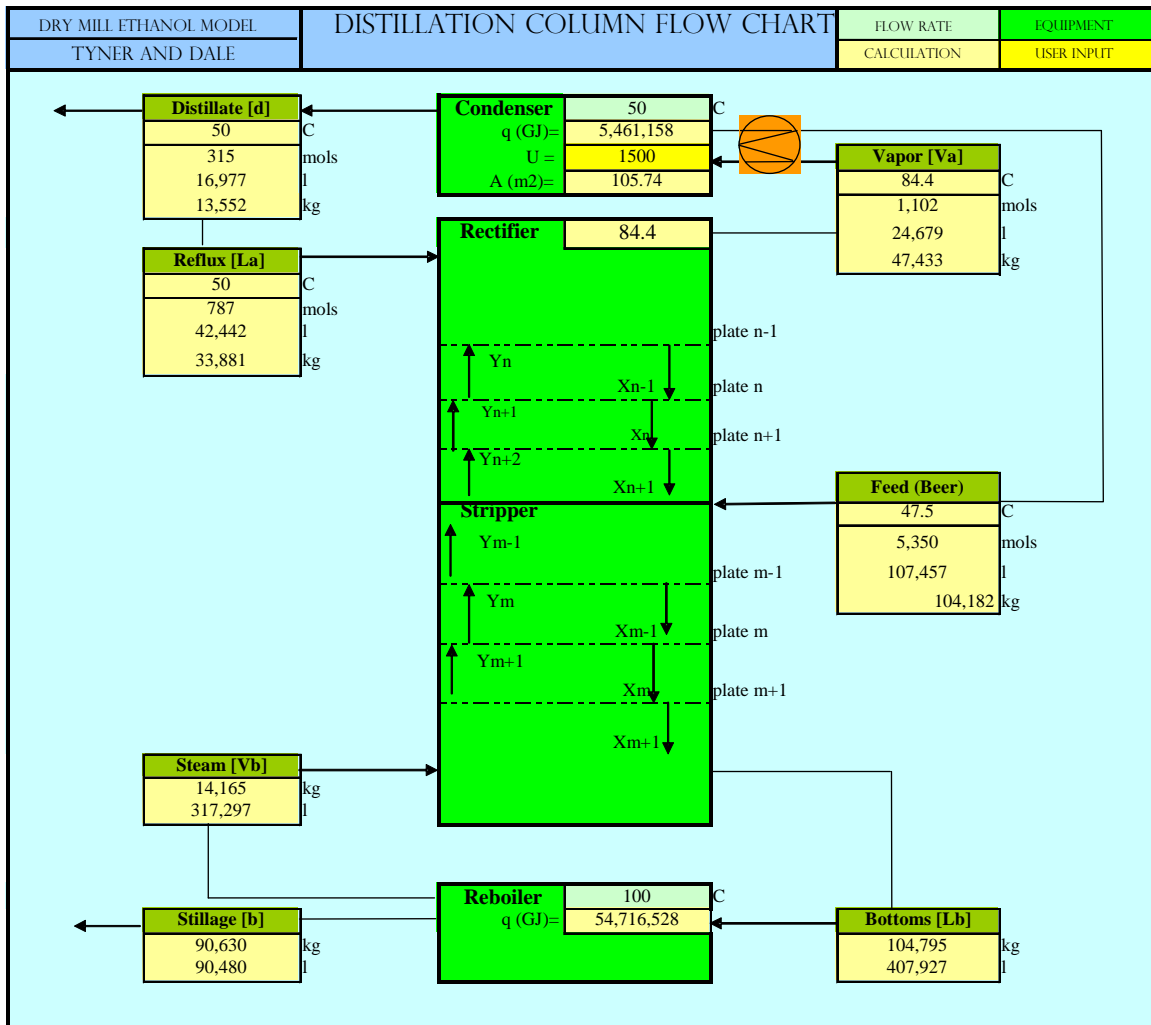 DRY MILL ETHANOL MODEL
TYNER AND DALE
DISTILLATION COLUMN FLOW CHART
FLOW RATE
EQUIPMENT
CALCULATION
USER INPUT
Distillate [d]
50 C
315 mols
16,977 l
13,552 kg
Condenser 50 C
q (GJ)= 5,461,158
U = 1500
A (m2)= 105.74
Vapor [Va]
84.4 C
1,102 mols
24,679 l
47,433 kg
Reflux [La]
50 C
787 mols
42,442 l
33,881 kg
Rectifier 84.4
plate n-1
Yn
Xn-1 plate n
Yn+1
Xn plate n+1
Yn+2
Xn+1
Feed (Beer)
47.5 C
5,350 mols
107,457 l
104,182 kg
Stripper
Ym-1
plate m-1
Ym
Xm-1 plate m
Ym+1
Xm plate m+1
Xm+1
Steam [Vb]
14,165 kg
317,297 l
Reboiler 100 C
q (GJ)= 54,716,528
Stillage [b]
90,630 kg
90,480 l
Bottoms [Lb]
104,795 kg
407,927 l